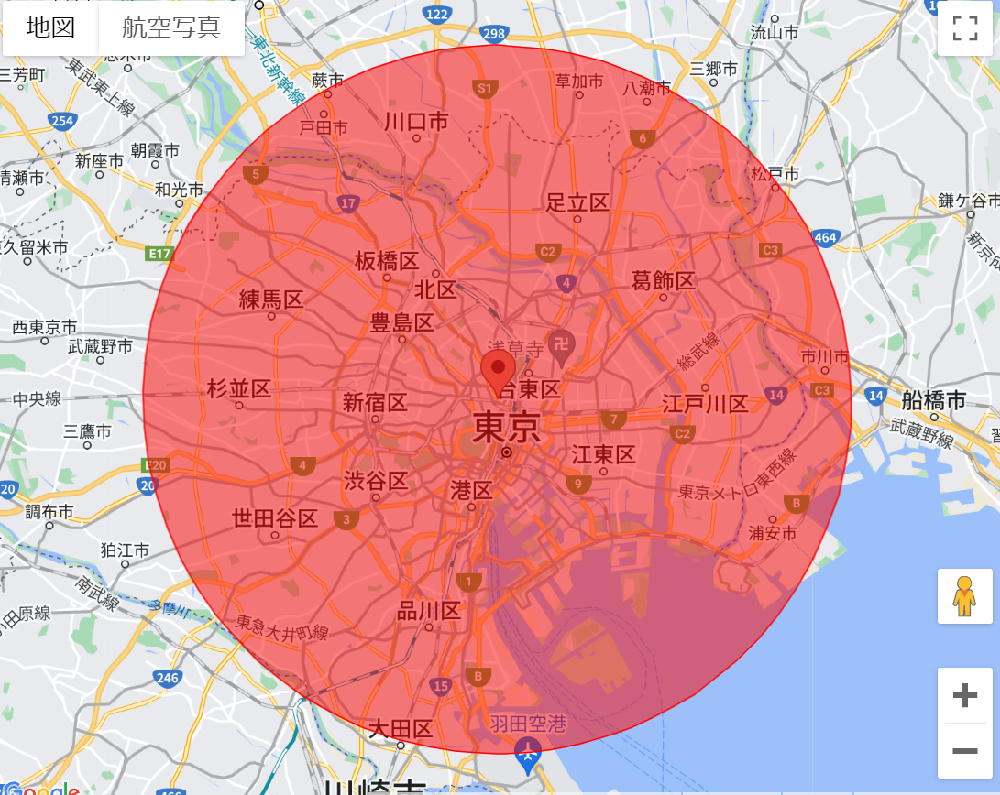 地図
航空写真
122
298
流山市
志木市
三芳町
東武東上線
東北新幹線
蕨市
S1
草加市
八潮市
三郷市
254
戸田市
川口市
6
朝霞市
新座市
清瀬市
5
松戸市
和光市
17
足立区
鎌ケ谷市
464
E17
C2
C3
板橋区
4
葛飾区
北区
練馬区
豊島区
西東京市
武蔵野市
浅草寺
総武線
市川市
杉並区
台東区
C3
中央線
新宿区
江戸川区
14
14
船橋市
武蔵野線
東京
7
C2
三鷹市
江東区
E20
4
20
20
渋谷区
港区
9
東京メトロ東西線
B
調布市
世田谷区
3
浦安市
狛江市
南武線
1
多摩川
品川区
東急大井町線
246
15
B
大田区
羽田空港
川崎市
Google